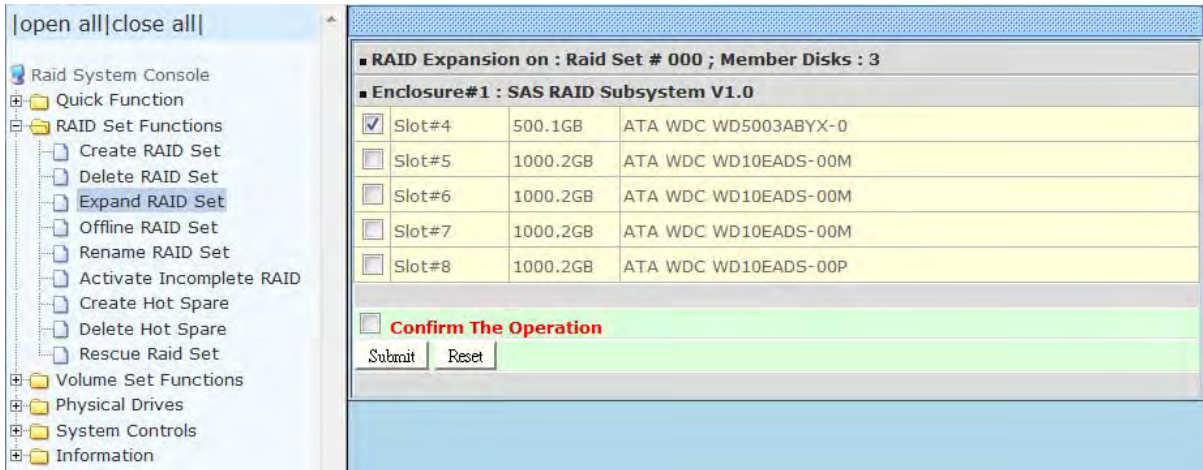 |open all|close all|
Raid System Console
Quick Function
RAID Set Functions
Create RAID Set
Delete RAID Set
Expand RAID Set
Offline RAID Set
Rename RAID Set
Activate Incomplete RAID
Create Hot Spare
Delete Hot Spare
Rescue Raid Set
Volume Set Functions
Physical Drives
System Controls
Information
RAID Expansion on : Raid Set # 000 ; Member Disks : 3
Enclosure#1 : SAS RAID Subsystem V1.0
Slot#4 500.1GB ATA WDC WD5003ABYX-0
Slot#5 1000.2GB ATA WDC WD10EADS-00M
Slot#6 1000.2GB ATA WDC WD10EADS-00M
Slot#7 1000.2GB ATA WDC WD10EADS-00M
Slot#8 1000.2GB ATA WDC WD10EADS-00P
Confirm The Operation
Submit Reset